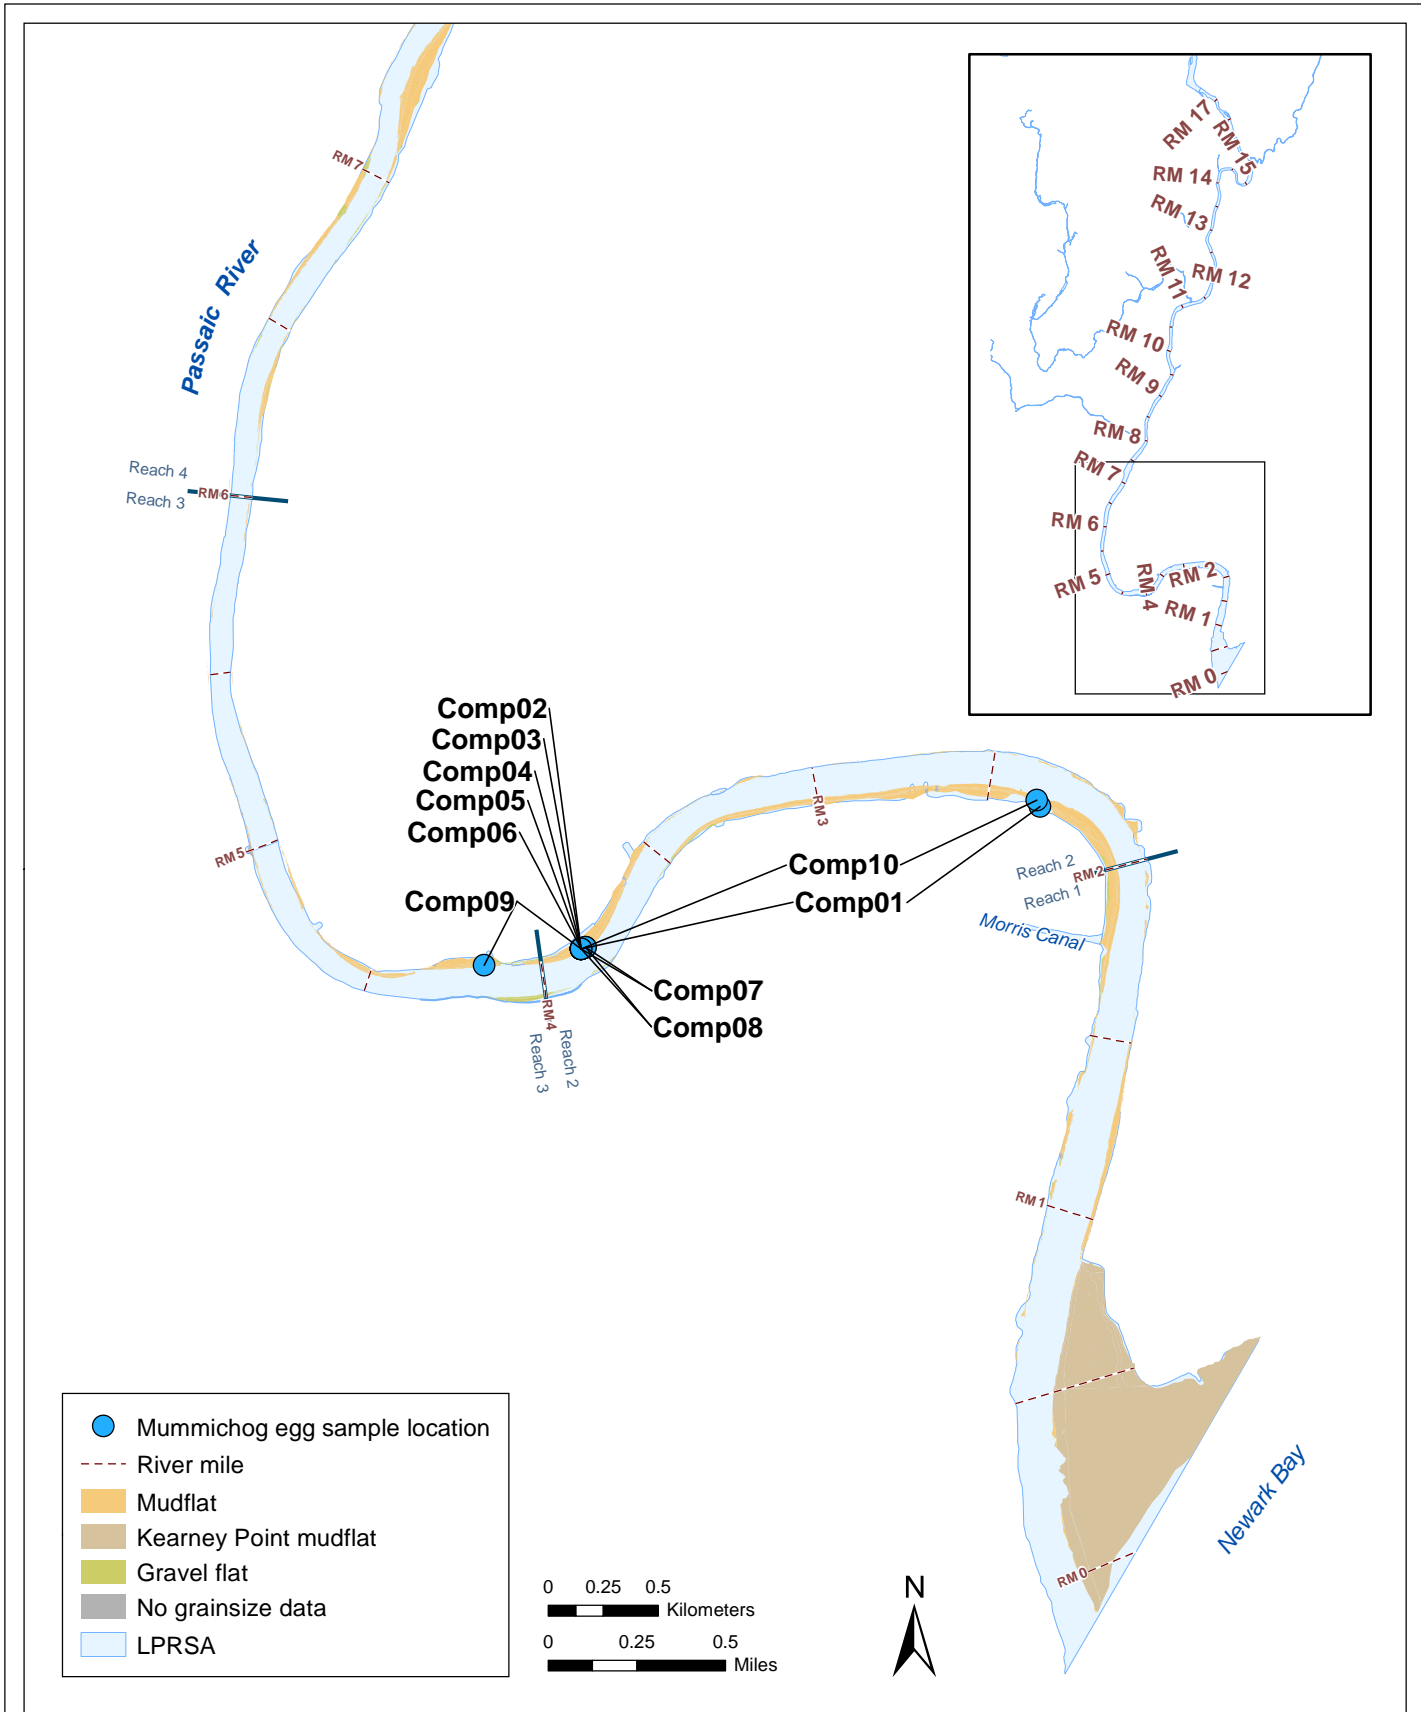 RM 7
Passaic River
Reach 4
RM 6
Reach 3
RM 17
RM 15
RM 14
RM 13
RM 12
RM 11
RM 10
RM 9
RM 8
RM 7
RM 6
RM 5
RM 4
RM 2
RM 1
RM 0
Comp02
Comp03
Comp04
Comp05
Comp06
Comp09
RM 5
RM 3
Comp10
Comp01
Reach 2
RM 2
Reach 1
Morris Canal
Comp07
Comp08
RM 4
Reach 2
Reach 3
RM 1
RM 0
Newark Bay
Mummichog egg sample location
River mile
Mudflat
Kearney Point mudflat
Gravel flat
No grainsize data
LPRSA
0 0.25 0.5
Kilometers
0 0.25 0.5
Miles
N